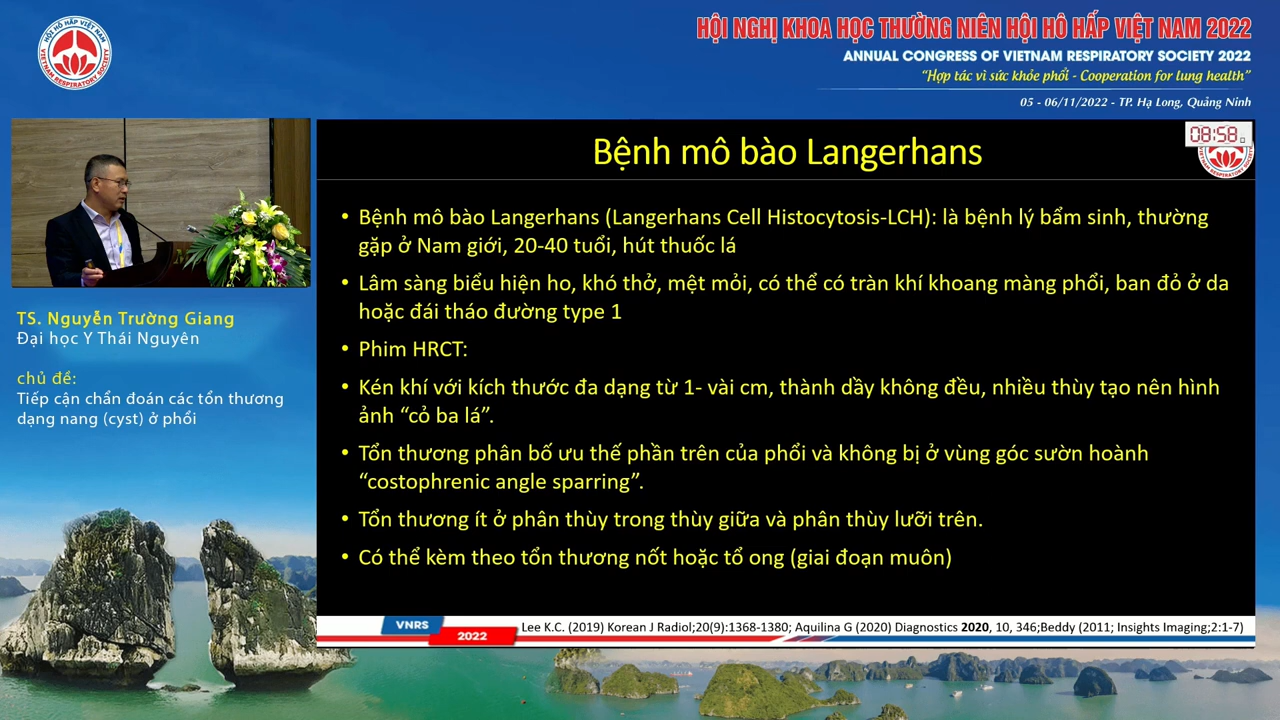 HỘI HÔ HẤP VIỆT NAM
VIETNAM RESPIRATORY SOCIETY
HỘI NGHỊ KHOA HỌC THƯỜNG NIÊN HỘI HÔ HẤP VIỆT NAM 2022
ANNUAL CONGRESS OF VIETNAM RESPIRATORY SOCIETY 2022
“Hợp tác vì sức khỏe phổi - Cooperation for lung health”
05 - 06/11/2022 - TP. Hạ Long, Quảng Ninh
TS. Nguyễn Trường Giang
Đại học Y Thái Nguyên
chủ đề:
Tiếp cận chẩn đoán các tổn thương
dạng nang (cyst) ở phổi
08:58
Bệnh mô bào Langerhans
• Bệnh mô bào Langerhans (Langerhans Cell Histocytosis-LCH): là bệnh lý bẩm sinh, thường
gặp ở Nam giới, 20-40 tuổi, hút thuốc lá
• Lâm sàng biểu hiện ho, khó thở, mệt mỏi, có thể có tràn khí khoang màng phổi, ban đỏ ở da
hoặc đái tháo đường type 1
• Phim HRCT:
• Kén khí với kích thước đa dạng từ 1- vài cm, thành dầy không đều, nhiều thùy tạo nên hình
ảnh “cỏ ba lá”.
• Tổn thương phân bố ưu thế phần trên của phổi và không bị ở vùng góc sườn hoành
“costophrenic angle sparring”.
• Tổn thương ít ở phân thùy trong thùy giữa và phân thùy lưỡi trên.
• Có thể kèm theo tổn thương nốt hoặc tổ ong (giai đoạn muôn)
VNRS
2022
Lee K.C. (2019) Korean J Radiol;20(9):1368-1380; Aquilina G (2020) Diagnostics 2020, 10, 346;Beddy (2011; Insights Imaging;2:1-7)